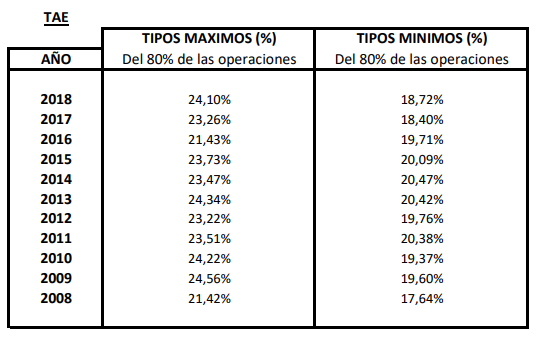 TAE
TIPOS MAXIMOS (%) TIPOS MINIMOS (%)
AÑO Del 80% de las operaciones Del 80% de las operaciones
2018 24,10% 18,72%
2017 23,26% 18,40%
2016 21,43% 19,71%
2015 23,73% 20,09%
2014 23,47% 20,47%
2013 24,34% 20,42%
2012 23,22% 19,76%
2011 23,51% 20,38%
2010 24,22% 19,37%
2009 24,56% 19,60%
2008 21,42% 17,64%